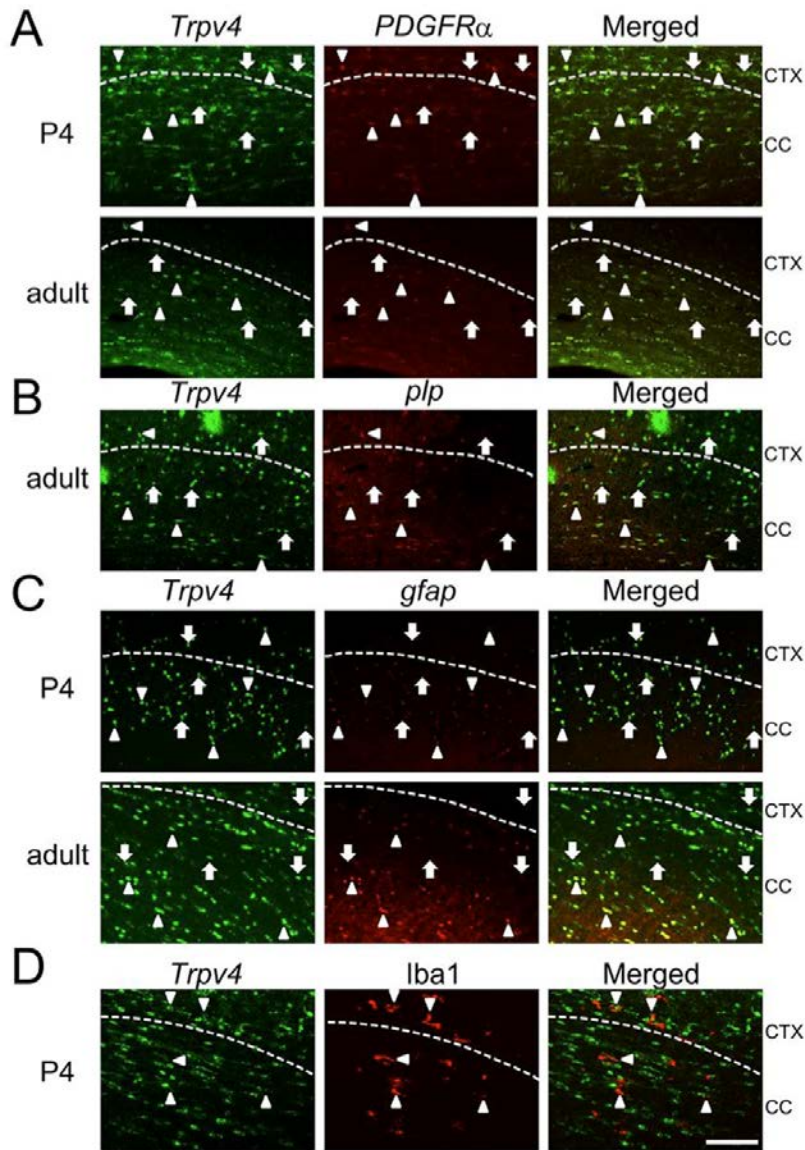 A
Trpv4 PDGFRα Merged
P4
CTX
CC
adult
CTX
CC
B
Trpv4 plp Merged
adult
CTX
CC
C
Trpv4 gfap Merged
P4
CTX
CC
adult
CTX
CC
D
Trpv4 Iba1 Merged
P4
CTX
CC